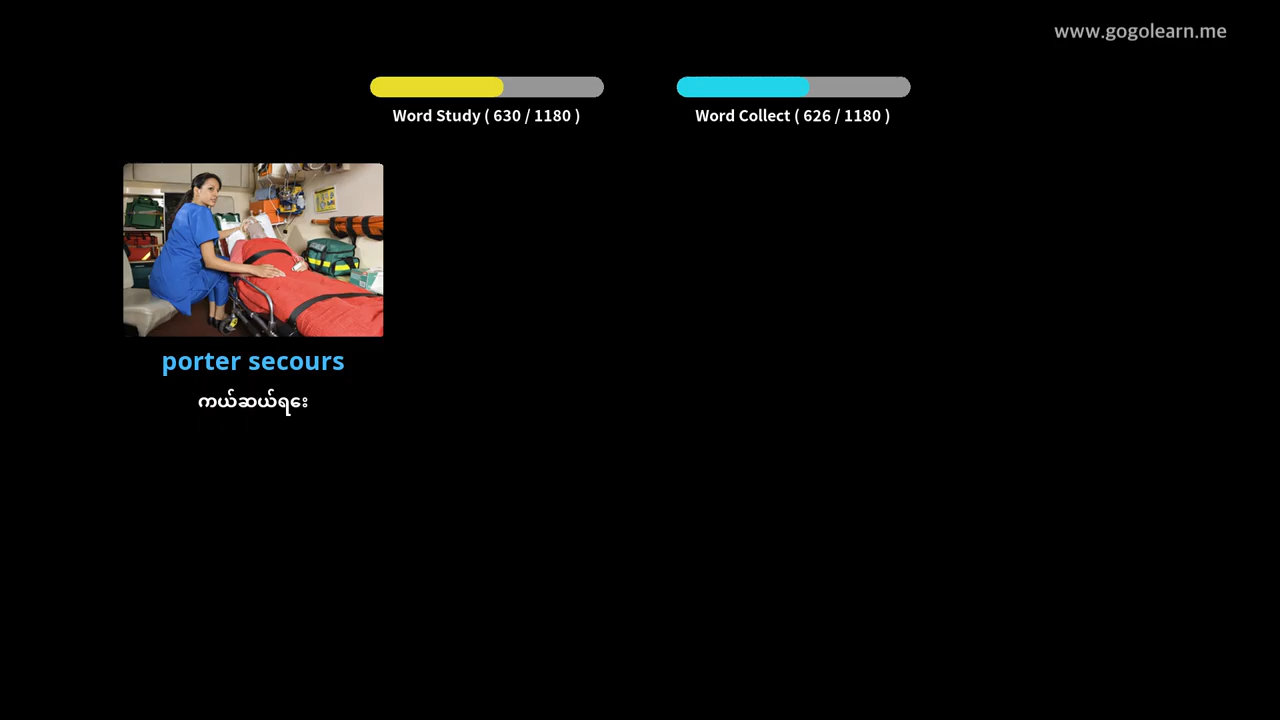 www.gogolearn.me
Word Study ( 630 / 1180 )
Word Collect ( 626 / 1180 )
porter secours
ကယ်ဆယ်ရေး